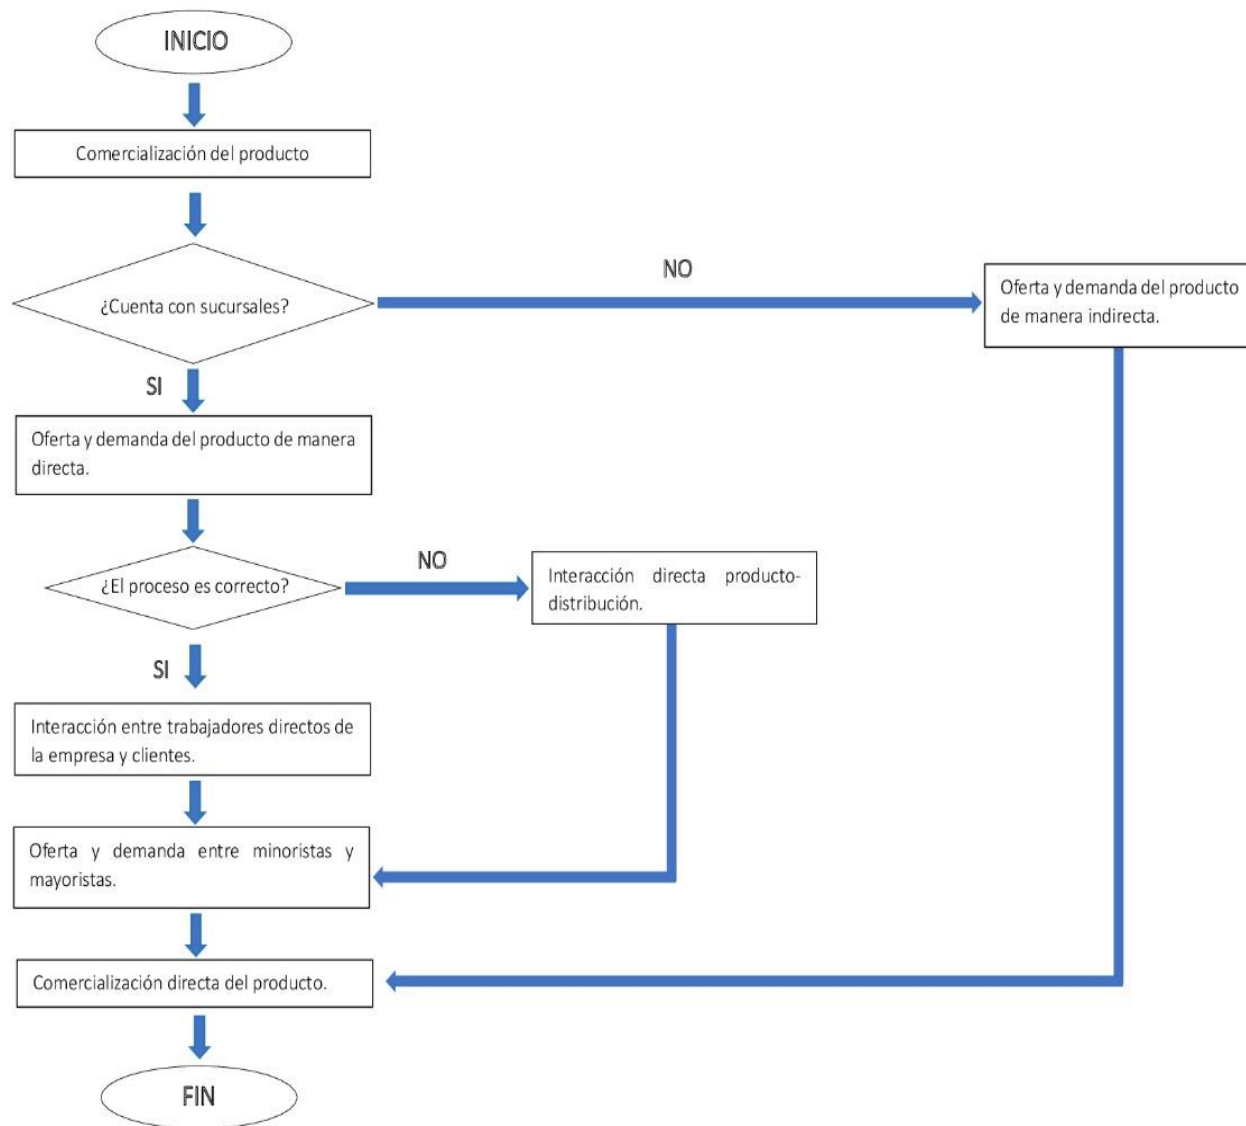 INICIO
Comercialización del producto
¿Cuenta con sucursales?
NO
Oferta y demanda del producto
de manera indirecta.
SI
Oferta y demanda del producto de manera
directa.
¿El proceso es correcto?
NO
Interacción directa producto-
distribución.
SI
Interacción entre trabajadores directos de
la empresa y clientes.
Oferta y demanda entre minoristas y
mayoristas.
Comercialización directa del producto.
FIN